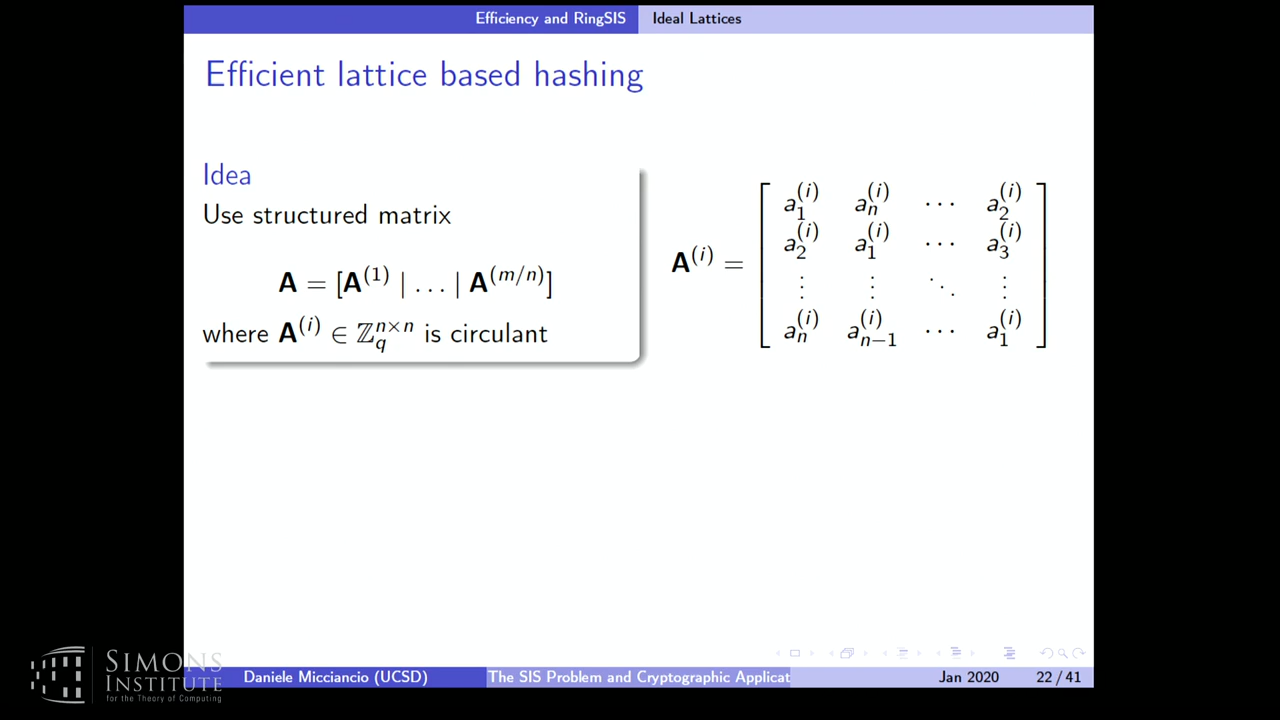 Efficiency and RingSIS Ideal Lattices
Efficient lattice based hashing
Idea
Use structured matrix
A = [A^(1) | . . . | A^(m/n)]
where A^(i) ∈ ℤ_q^{n×n} is circulant
A^(i) =
a_1^(i) a_n^(i) ⋯ a_2^(i)
a_2^(i) a_1^(i) ⋯ a_3^(i)
⋮ ⋮ ⋱ ⋮
a_n^(i) a_{n−1}^(i) ⋯ a_1^(i)
SIMONS
INSTITUTE
for the Theory of Computing
Daniele Micciancio (UCSD) The SIS Problem and Cryptographic Applicat Jan 2020 22 / 41